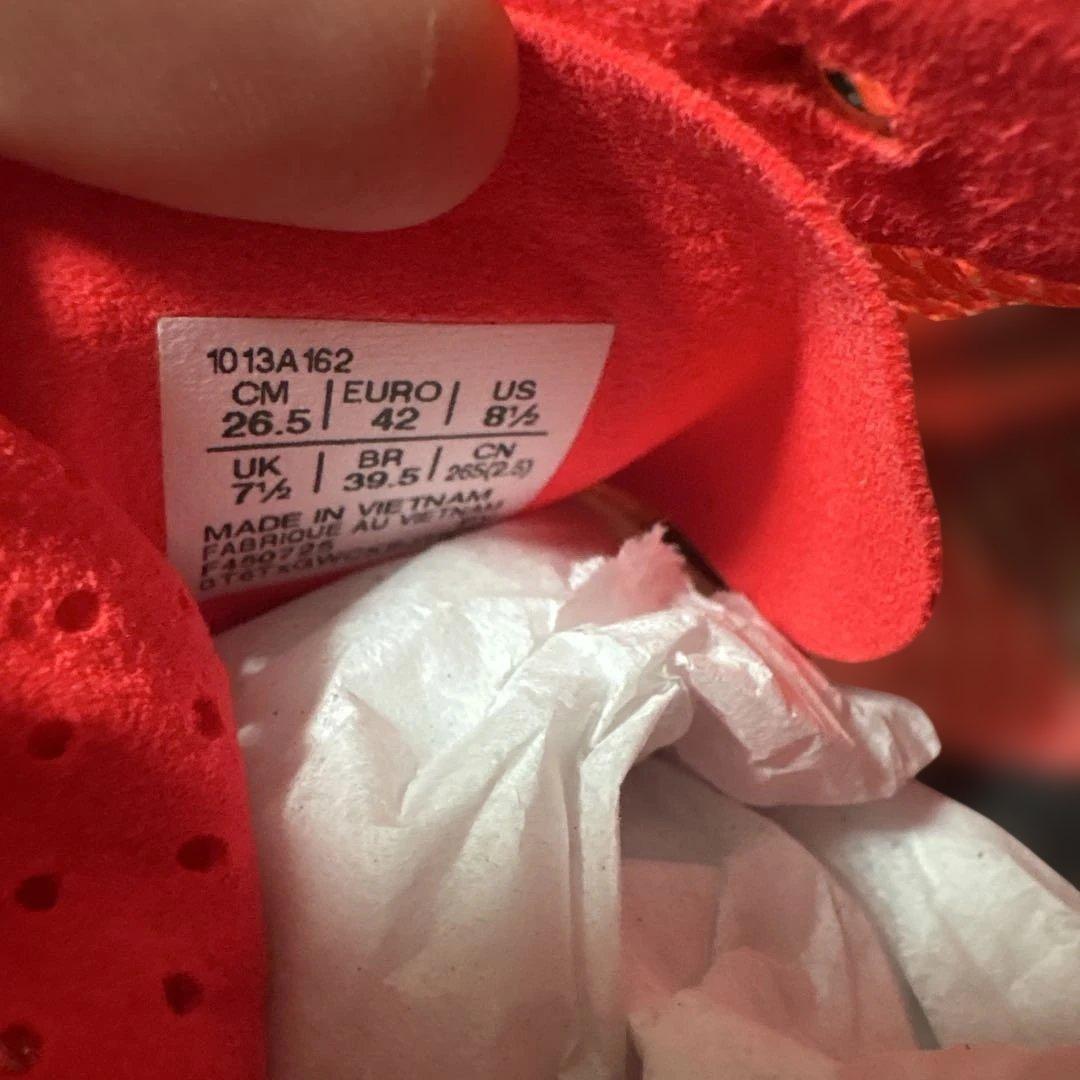 1013A162
CM | EURO | US
26.5 | 42 | 8½
UK | BR | CN
7½ | 39.5 | 265(2.5)
MADE IN VIETNAM
FABRIQUE AU VIETNAM